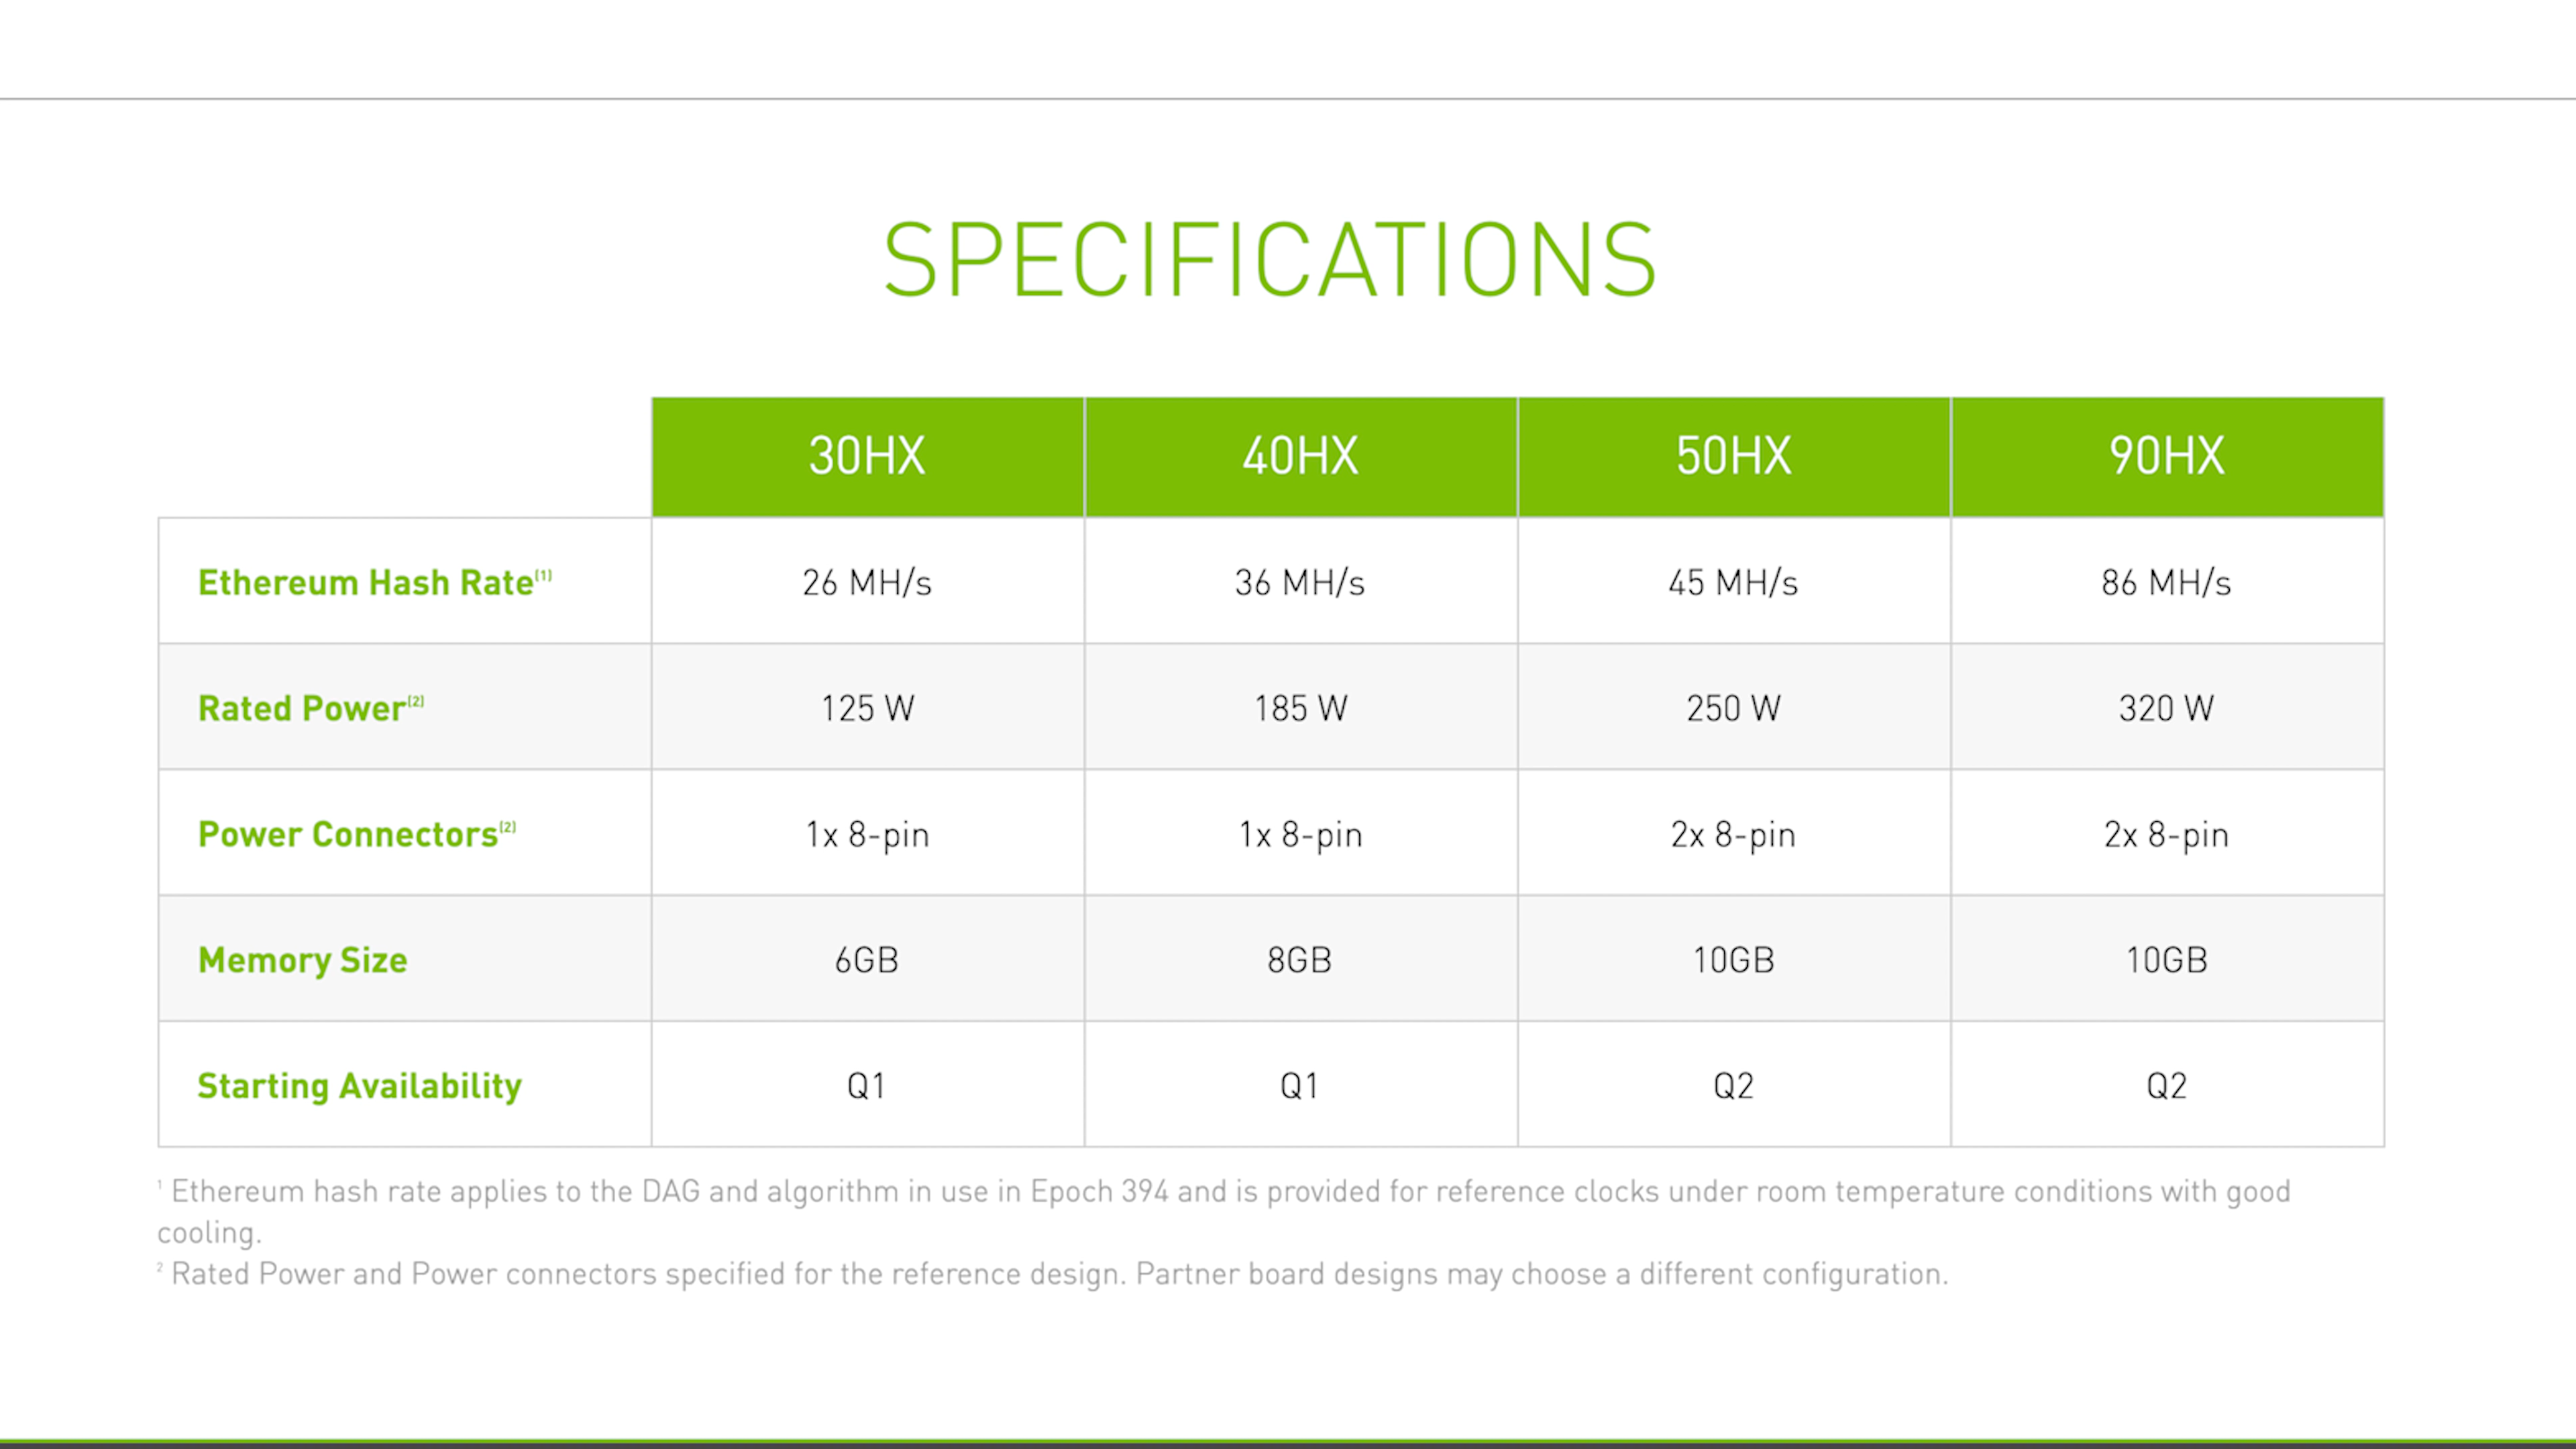 SPECIFICATIONS
30HX 40HX 50HX 90HX
Ethereum Hash Rate(1) 26 MH/s 36 MH/s 45 MH/s 86 MH/s
Rated Power(2) 125 W 185 W 250 W 320 W
Power Connectors(2) 1x 8-pin 1x 8-pin 2x 8-pin 2x 8-pin
Memory Size 6GB 8GB 10GB 10GB
Starting Availability Q1 Q1 Q2 Q2
1 Ethereum hash rate applies to the DAG and algorithm in use in Epoch 394 and is provided for reference clocks under room temperature conditions with good
cooling.
2 Rated Power and Power connectors specified for the reference design. Partner board designs may choose a different configuration.